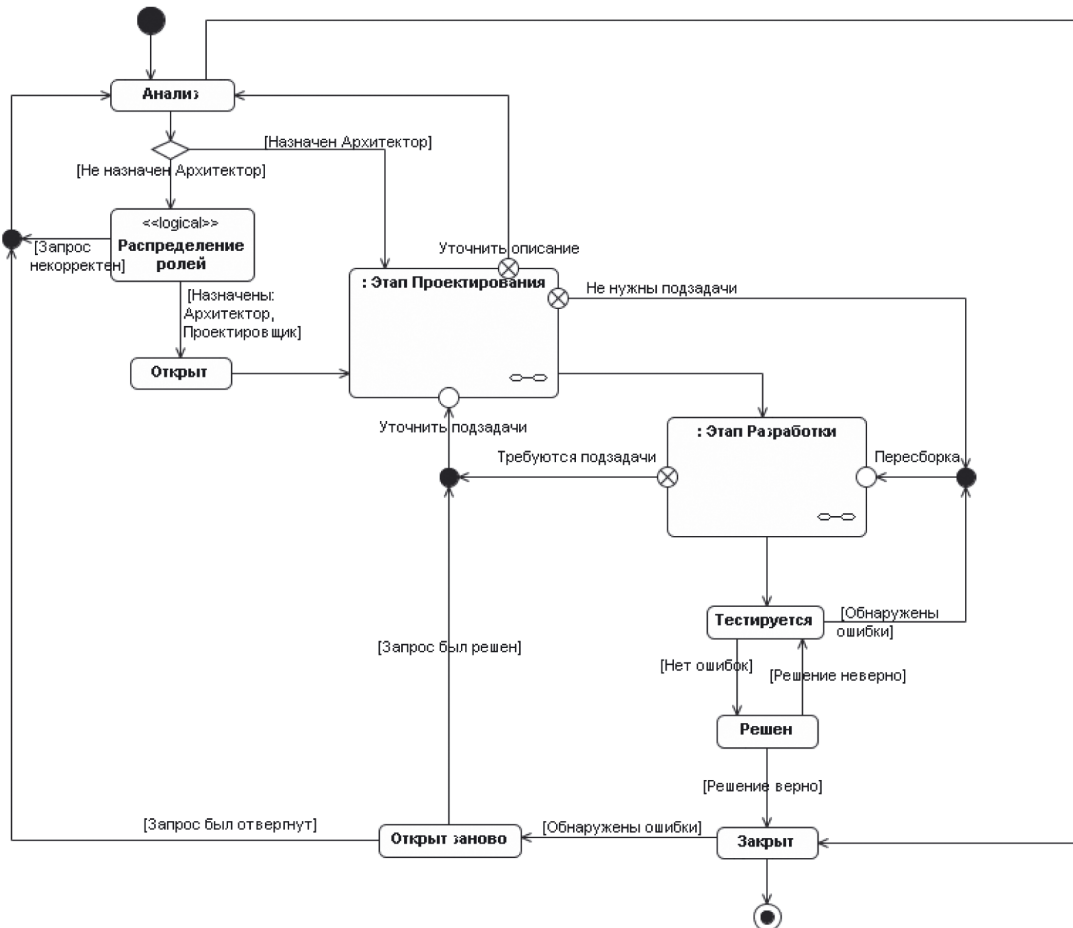 Анализ
[Назначен Архитектор]
[Не назначен Архитектор]
<<logical>>
Распределение
ролей
[Запрос
некорректен]
Уточнить описание
: Этап Проектирования
Не нужны подзадачи
[Назначены:
Архитектор,
Проектировщик]
Открыт
Уточнить подзадачи
: Этап Разработки
Требуются подзадачи
Пересборка
Тестируется
[Обнаружены
ошибки]
[Запрос был решен]
[Нет ошибок]
[Решение неверно]
Решен
[Решение верно]
[Запрос был отвергнут]
Открыт заново
[Обнаружены ошибки]
Закрыт